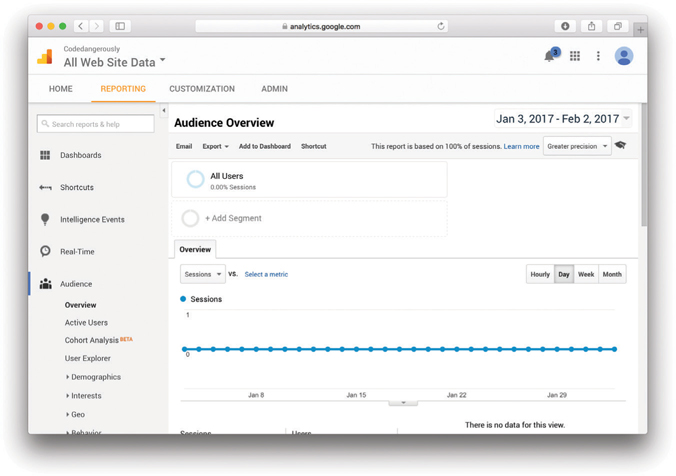 analytics.google.com
Codedangerously
All Web Site Data
3
HOME REPORTING CUSTOMIZATION ADMIN
Search reports & help
Dashboards
Shortcuts
Intelligence Events
Real-Time
Audience
Overview
Active Users
Cohort Analysis BETA
User Explorer
Demographics
Interests
Geo
Behavior
Audience Overview
Jan 3, 2017 - Feb 2, 2017
Email Export Add to Dashboard Shortcut
This report is based on 100% of sessions. Learn more Greater precision
All Users
0.00% Sessions
+ Add Segment
Overview
Sessions VS. Select a metric
Hourly Day Week Month
Sessions
1
0
Jan 8 Jan 15 Jan 22 Jan 29
Sessions Users
There is no data for this view.